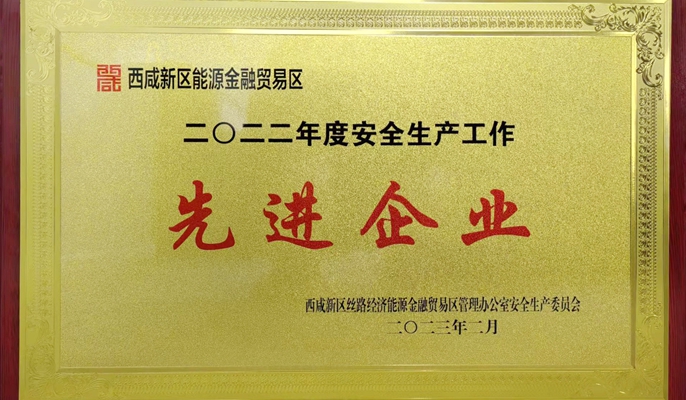 西咸新区能源金融贸易区
二〇二二年度安全生产工作
先进企业
西咸新区丝路经济能源金融贸易区管理办公室安全生产委员会
二〇二三年二月